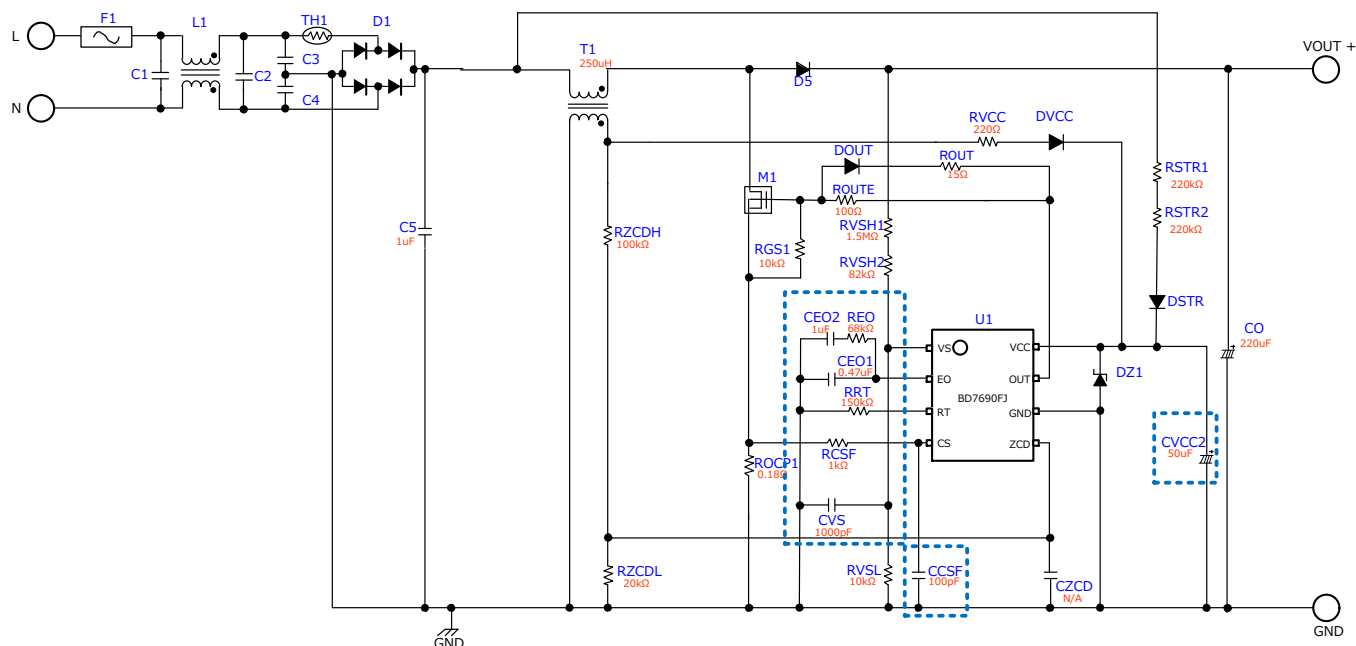 F1
L1
TH1
D1
L
C1
C2
C3
C4
N
T1
250uH
D5
VOUT +
RVCC
220Ω
DVCC
DOUT
ROUT
15Ω
M1
ROUTE
100Ω
RSTR1
220kΩ
RSTR2
220kΩ
C5
1uF
RZCDH
100kΩ
RGS1
10kΩ
RVSH1
1.5MΩ
RVSH2
82kΩ
DSTR
CEO2
1uF
REO
68kΩ
U1
CO
220uF
VS
VCC
CEO1
0.47uF
EO
OUT
DZ1
RRT
150kΩ
BD7690FJ
RT
GND
CS
ZCD
CVCC2
50uF
ROCP1
0.18Ω
RCSF
1kΩ
CVS
1000pF
RZCDL
20kΩ
RVSL
10kΩ
CCSF
100pF
CZCD
N/A
GND
GND